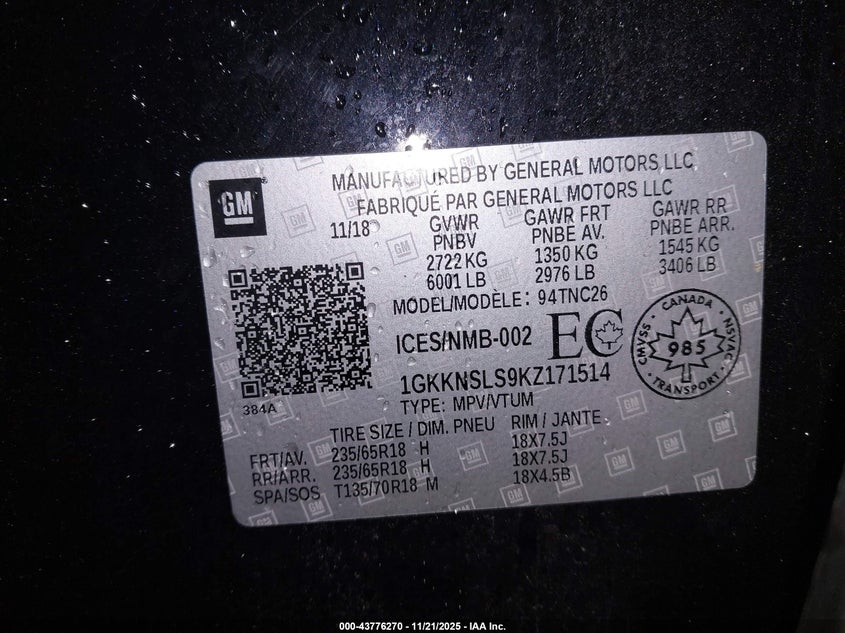 GM
MANUFACTURED BY GENERAL MOTORS LLC
FABRIQUÉ PAR GENERAL MOTORS LLC
11/18
GVWR GAWR FRT GAWR RR
PNBV PNBE AV. PNBE ARR.
2722 KG 1350 KG 1545 KG
6001 LB 2976 LB 3406 LB
MODEL/MODÈLE: 94TNC26
ICES/NMB-002 EC
CANADA
CMVSS 985 NSVAC
TRANSPORT
1GKKNSLS9KZ171514
384A
TYPE: MPV/VTUM
TIRE SIZE / DIM. PNEU RIM / JANTE
FRT/AV. 235/65R18 H 18X7.5J
RR/ARR. 235/65R18 H 18X7.5J
SPA/SOS T135/70R18 M 18X4.5B
000-43776270 - 11/21/2025 - IAA Inc.